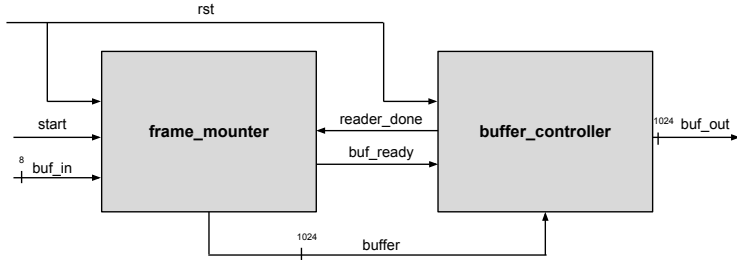 rst
start
frame_mounter
reader_done
buffer_controller
1024
buf_out
buf_ready
8
buf_in
1024
buffer